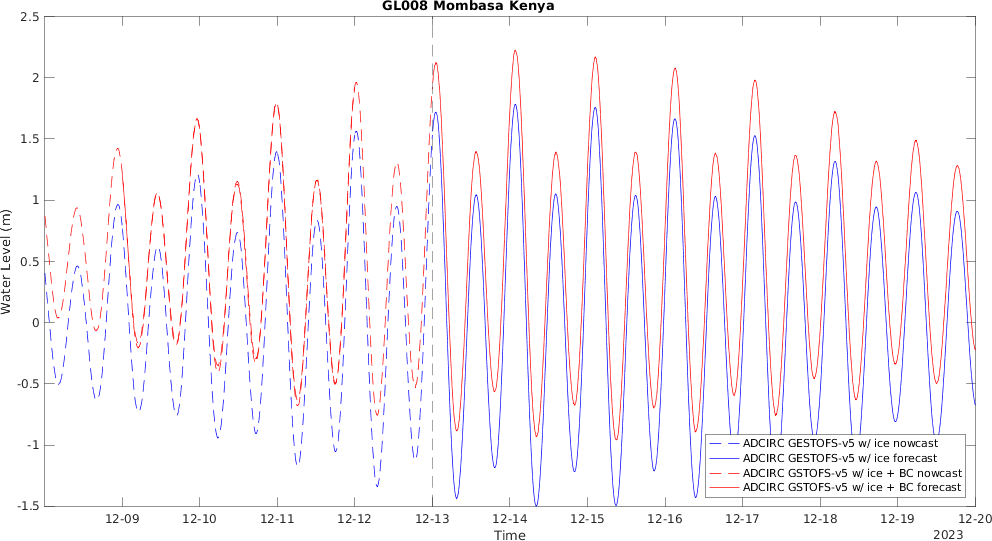 GL008 Mombasa Kenya
Water Level (m)
2.5
2
1.5
1
0.5
0
-0.5
-1
-1.5
ADCIRC GESTOFS-v5 w/ ice nowcast
ADCIRC GESTOFS-v5 w/ ice forecast
ADCIRC GSTOFS-v5 w/ ice + BC nowcast
ADCIRC GSTOFS-v5 w/ ice + BC forecast
12-09 12-10 12-11 12-12 12-13 12-14 12-15 12-16 12-17 12-18 12-19 12-20
Time
2023